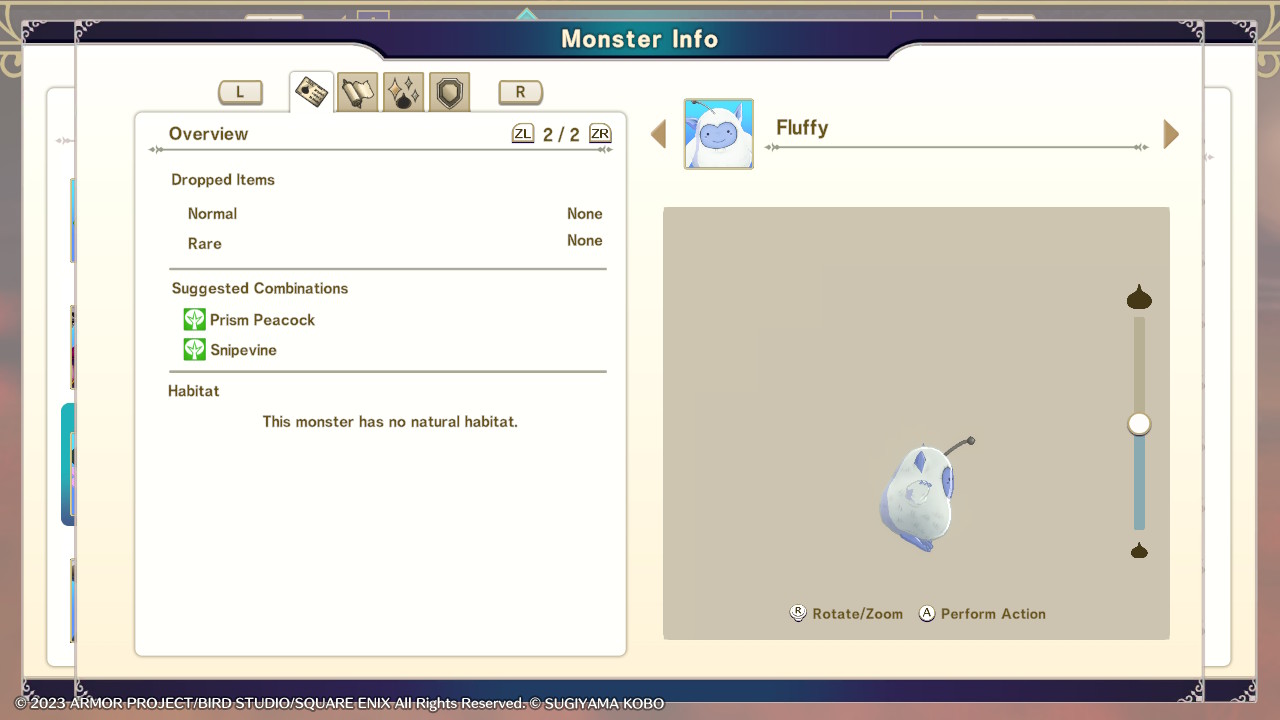 Monster Info
L
R
Overview
ZL 2 / 2 ZR
Dropped Items
Normal None
Rare None
Suggested Combinations
Prism Peacock
Snipevine
Habitat
This monster has no natural habitat.
Fluffy
R Rotate/Zoom A Perform Action
© 2023 ARMOR PROJECT/BIRD STUDIO/SQUARE ENIX All Rights Reserved. © SUGIYAMA KOBO